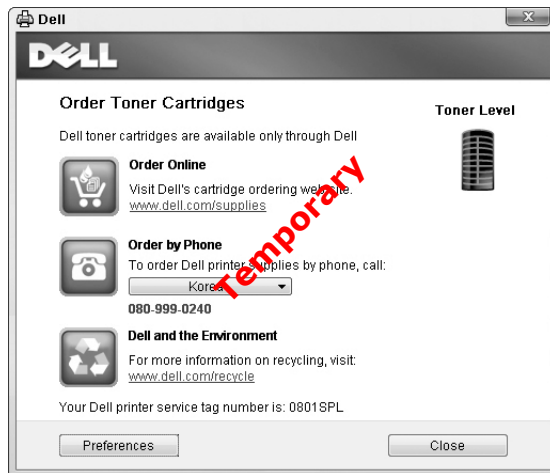 Dell
X
DELL
Order Toner Cartridges
Toner Level
Dell toner cartridges are available only through Dell
Order Online
Visit Dell's cartridge ordering website.
www.dell.com/supplies
Temporary
Order by Phone
To order Dell printer supplies by phone, call:
Korea
080-999-0240
Dell and the Environment
For more information on recycling, visit:
www.dell.com/recycle
Your Dell printer service tag number is: 0801SPL
Preferences
Close